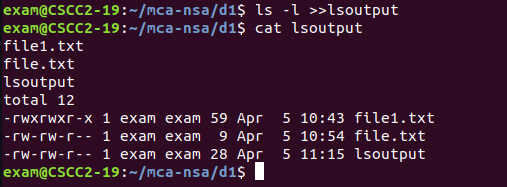 exam@CSCC2-19:~/mca-nsa/d1$ ls -l >>lsoutput
exam@CSCC2-19:~/mca-nsa/d1$ cat lsoutput
file1.txt
file.txt
lsoutput
total 12
-rwxrwxr-x 1 exam exam 59 Apr  5 10:43 file1.txt
-rw-rw-r-- 1 exam exam  9 Apr  5 10:54 file.txt
-rw-rw-r-- 1 exam exam 28 Apr  5 11:15 lsoutput
exam@CSCC2-19:~/mca-nsa/d1$